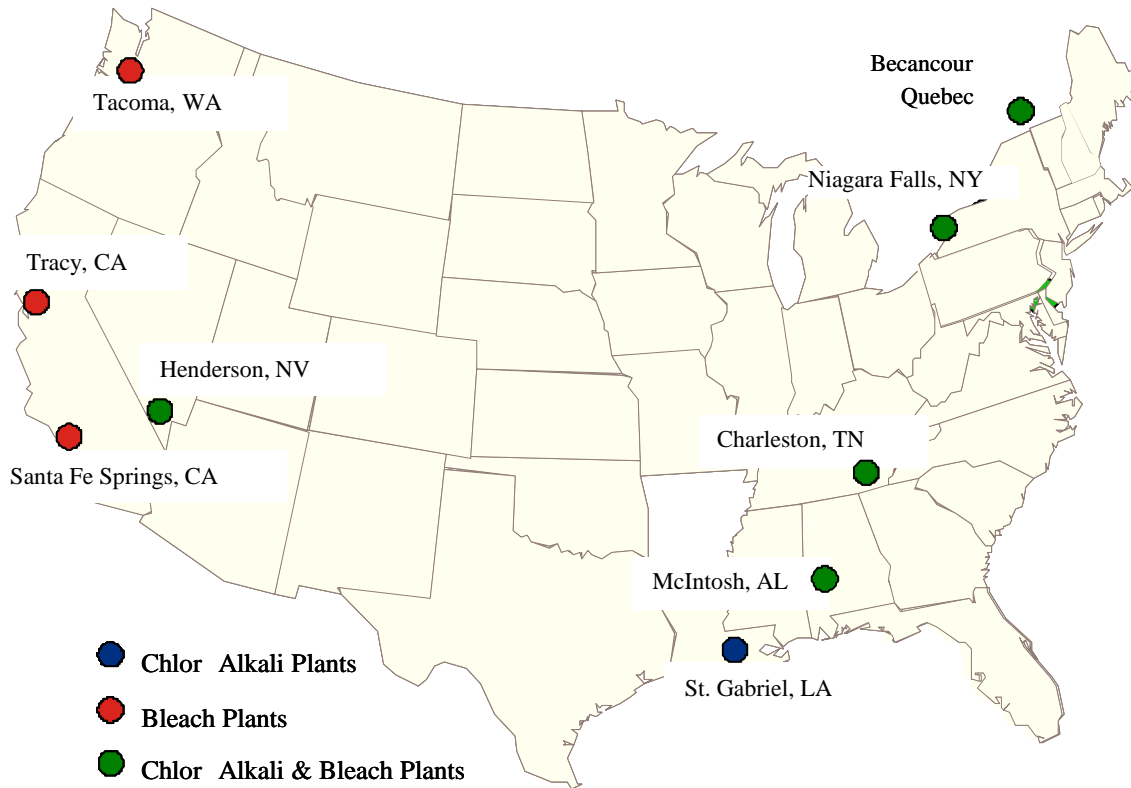 Becancour
Quebec
Tacoma, WA
Niagara Falls, NY
Tracy, CA
Henderson, NV
Charleston, TN
Santa Fe Springs, CA
McIntosh, AL
St. Gabriel, LA
Chlor Alkali Plants
Bleach Plants
Chlor Alkali & Bleach Plants